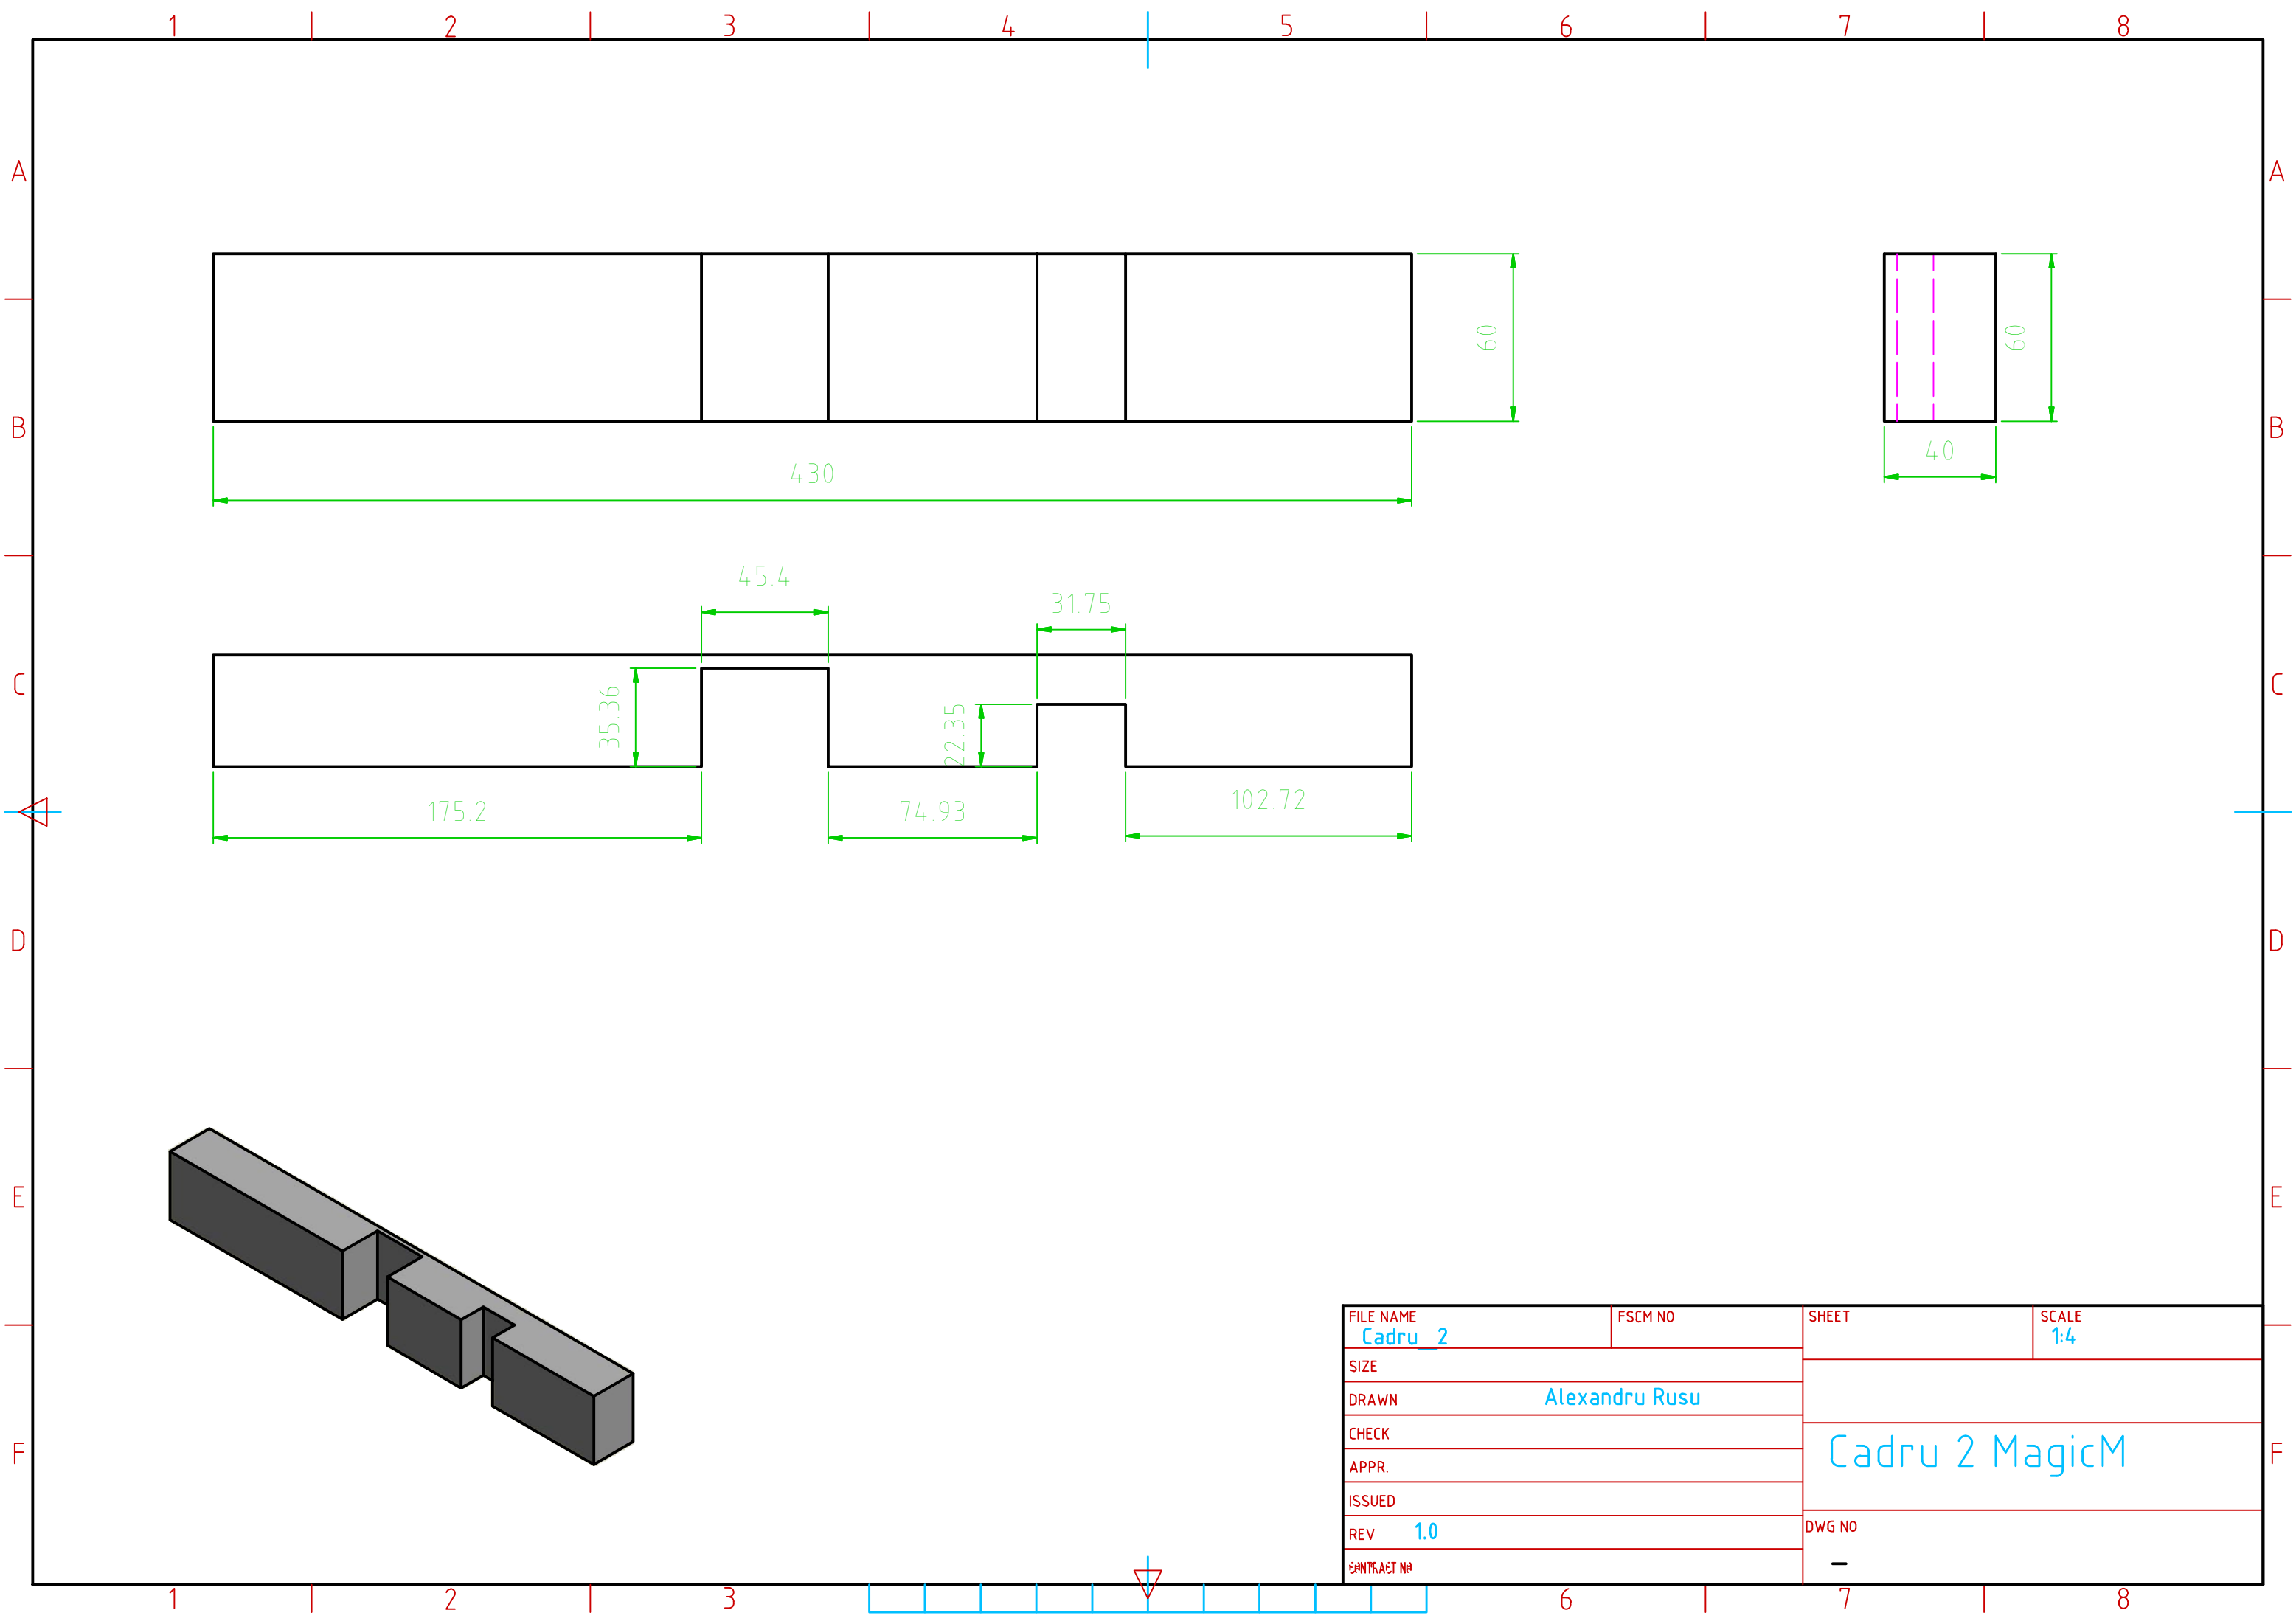 1 2 3 4 5 6 7 8
A A
60 60
B B
40
430
45.4
31.75
C C
35.36
22.35
175.2 74.93 102.72
D D
E E
FILE NAME FSCM NO SHEET SCALE
Cadru_2 1:4
SIZE
DRAWN Alexandru Rusu
CHECK
Cadru 2 MagicM
F F
APPR.
ISSUED
REV 1.0
DWG NO
–
1 2 3 6 7 8